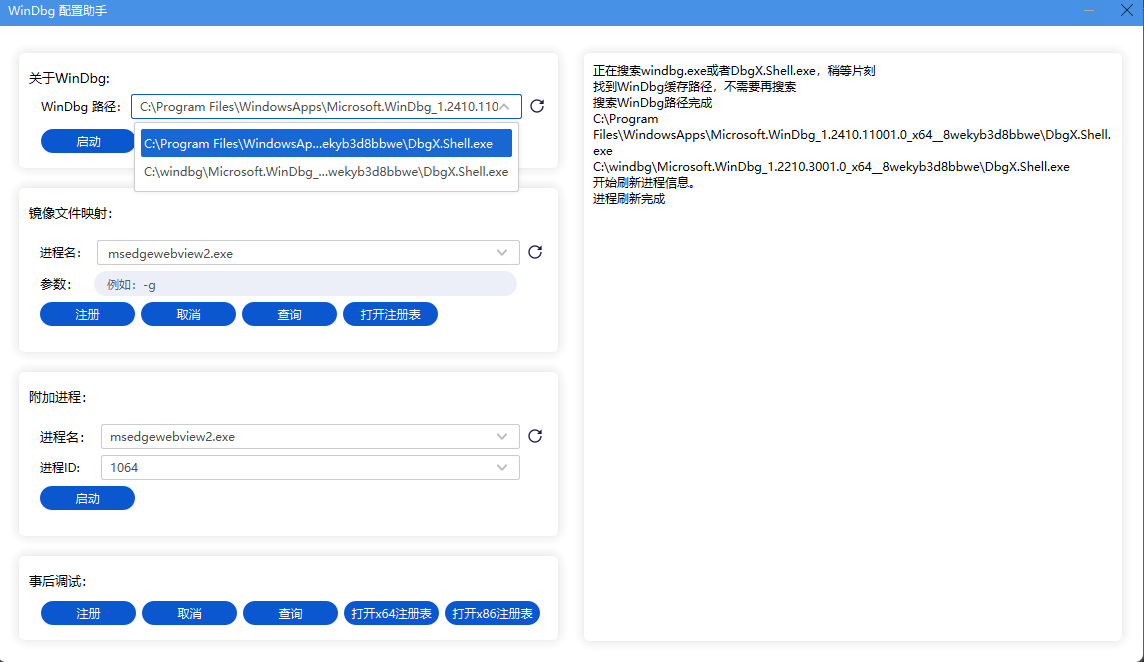 WinDbg 配置助手
关于WinDbg:
WinDbg 路径:
C:\Program Files\WindowsApps\Microsoft.WinDbg_1.2410.110
启动
C:\Program Files\WindowsAp...ekyb3d8bbwe\DbgX.Shell.exe
C:\windbg\Microsoft.WinDbg_...wekyb3d8bbwe\DbgX.Shell.exe
镜像文件映射:
进程名: msedgewebview2.exe
参数: 例如: -g
注册 取消 查询 打开注册表
附加进程:
进程名: msedgewebview2.exe
进程ID: 1064
启动
事后调试:
注册 取消 查询 打开x64注册表 打开x86注册表
正在搜索windbg.exe或者DbgX.Shell.exe，稍等片刻
找到WinDbg缓存路径，不需要再搜索
搜索WinDbg路径完成
C:\Program
Files\WindowsApps\Microsoft.WinDbg_1.2410.11001.0_x64__8wekyb3d8bbwe\DbgX.Shell.
exe
C:\windbg\Microsoft.WinDbg_1.2210.3001.0_x64__8wekyb3d8bbwe\DbgX.Shell.exe
开始刷新进程信息。
进程刷新完成